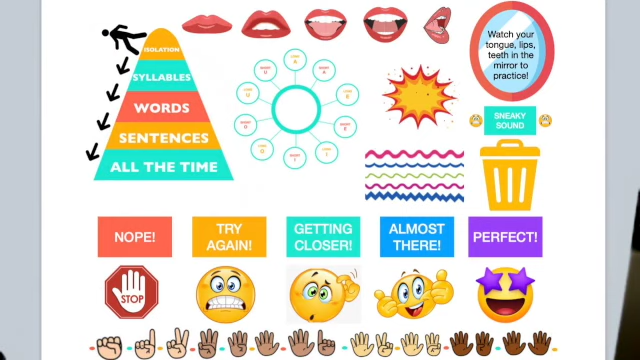 ISOLATION
SYLLABLES
WORDS
SENTENCES
ALL THE TIME
Watch your
tongue, lips,
teeth in the
mirror to
practice!
SNEAKY
SOUND
NOPE!
TRY
AGAIN!
GETTING
CLOSER!
ALMOST
THERE!
PERFECT!
STOP